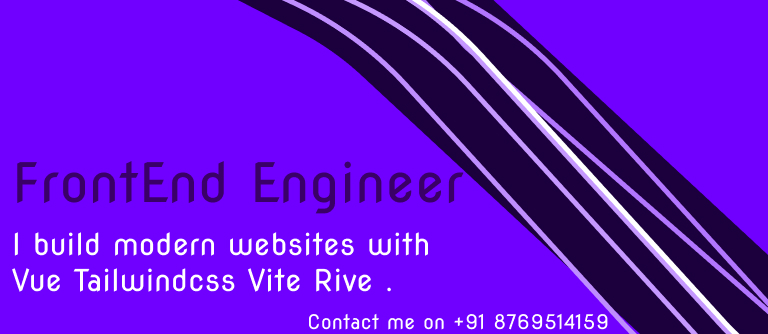 FrontEnd Engineer
I build modern websites with
Vue Tailwindcss Vite Rive .
Contact me on +91 8769514159